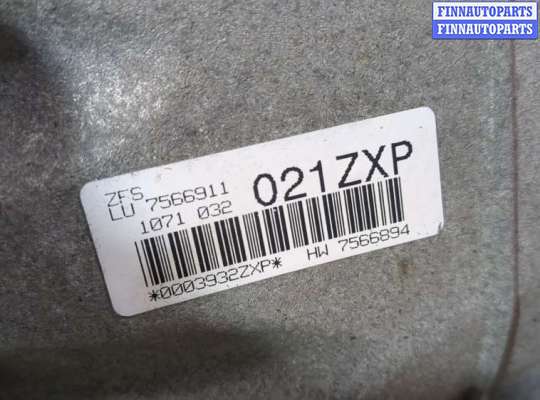 FINNAUTOPARTS
FINNAUTOPARTS
ZFS
LU 7566911
021ZXP
1071 032
*0003932ZXP*
HW 7566894